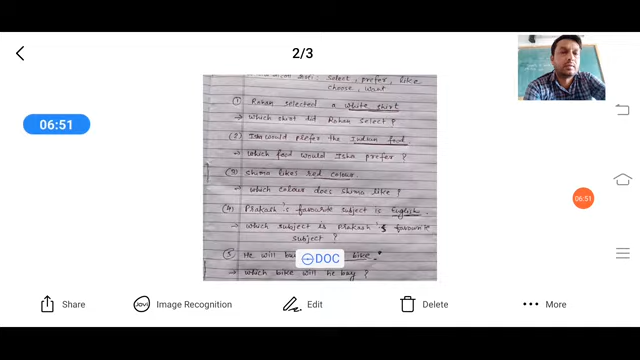 2/3
select, prefer, like
choose, want
06:51
① Rohan selected a white shirt
→ Which shirt did Rohan select?
(2) Isha would prefer the Indian food
→ Which food would Isha prefer?
(3) Shima likes red colour.
→ Which colour does Shima like?
(4) Prakash's favourite subject is English.
→ Which subject is Prakash's favourite
subject?
(5) He will bike.
DOC
→ Which bike will he buy?
06:51
Share
Image Recognition
Edit
Delete
More